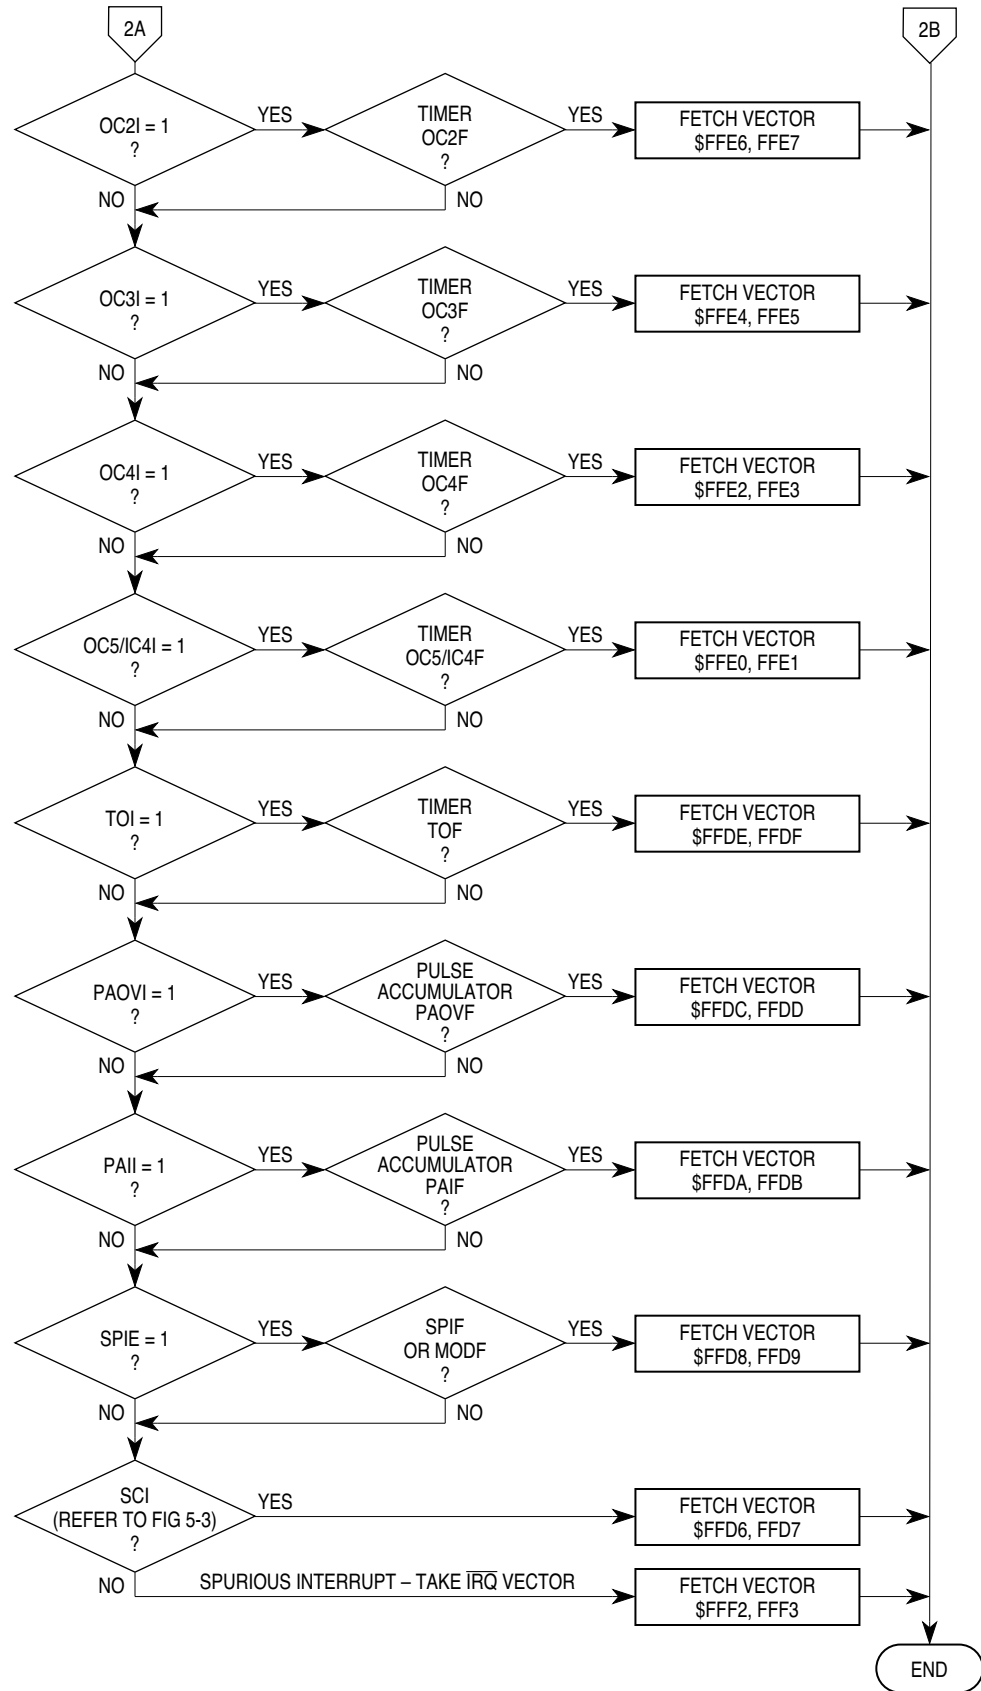 2A
2B
OC2I = 1
?
YES
TIMER
OC2F
?
YES
FETCH VECTOR
$FFE6, FFE7
NO
NO
OC3I = 1
?
YES
TIMER
OC3F
?
YES
FETCH VECTOR
$FFE4, FFE5
NO
NO
OC4I = 1
?
YES
TIMER
OC4F
?
YES
FETCH VECTOR
$FFE2, FFE3
NO
NO
OC5/IC4I = 1
?
YES
TIMER
OC5/IC4F
?
YES
FETCH VECTOR
$FFE0, FFE1
NO
NO
TOI = 1
?
YES
TIMER
TOF
?
YES
FETCH VECTOR
$FFDE, FFDF
NO
NO
PAOVI = 1
?
YES
PULSE
ACCUMULATOR
PAOVF
?
YES
FETCH VECTOR
$FFDC, FFDD
NO
NO
PAII = 1
?
YES
PULSE
ACCUMULATOR
PAIF
?
YES
FETCH VECTOR
$FFDA, FFDB
NO
NO
SPIE = 1
?
YES
SPIF
OR MODF
?
YES
FETCH VECTOR
$FFD8, FFD9
NO
NO
SCI
(REFER TO FIG 5-3)
?
YES
FETCH VECTOR
$FFD6, FFD7
NO
SPURIOUS INTERRUPT – TAKE I̅R̅Q̅ VECTOR
FETCH VECTOR
$FFF2, FFF3
END